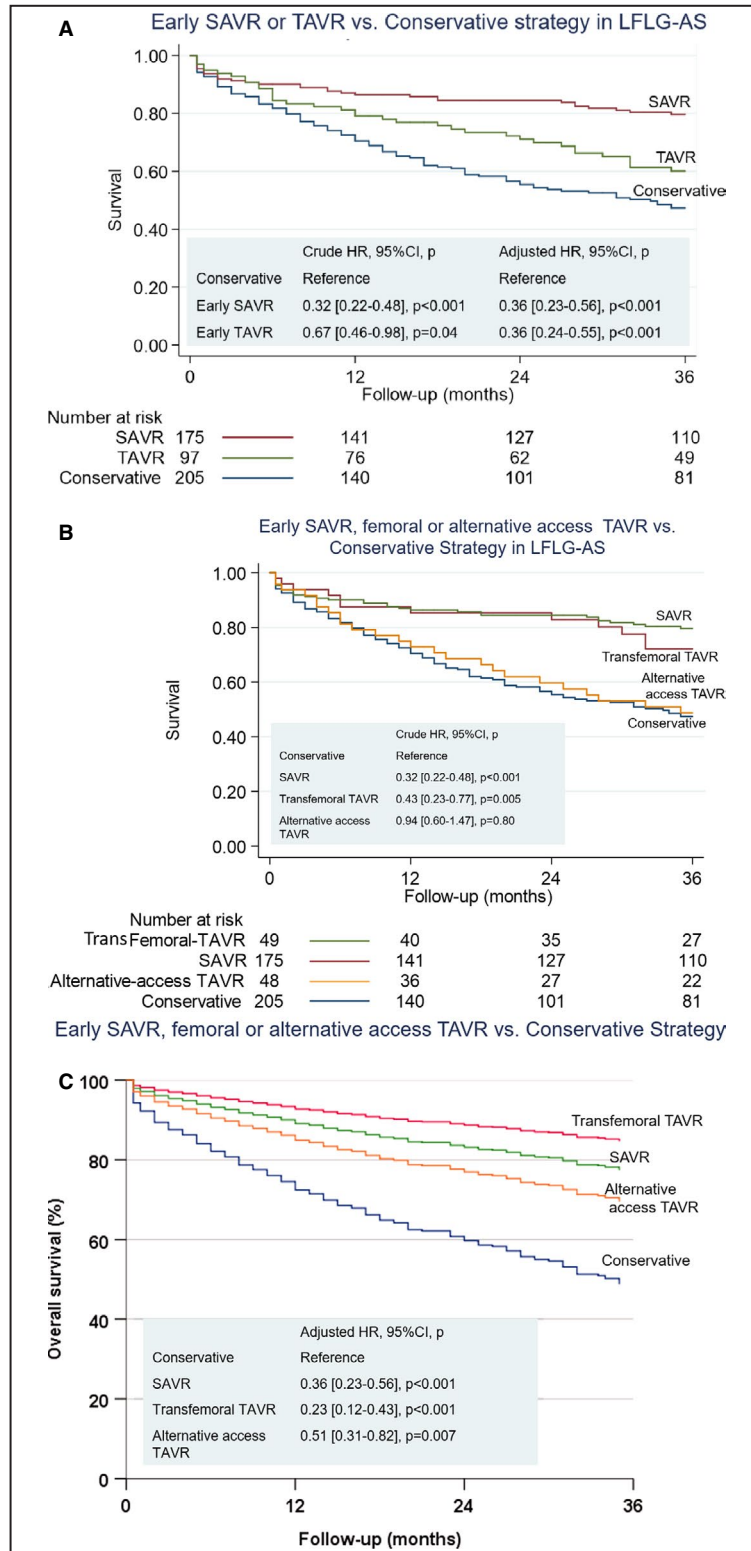 A
Early SAVR or TAVR vs. Conservative strategy in LFLG-AS
1.00
0.80
0.60
0.40
0.20
0.00
Survival
SAVR
TAVR
Conservative
Crude HR, 95%CI, p Adjusted HR, 95%CI, p
Conservative Reference Reference
Early SAVR 0.32 [0.22-0.48], p<0.001 0.36 [0.23-0.56], p<0.001
Early TAVR 0.67 [0.46-0.98], p=0.04 0.36 [0.24-0.55], p<0.001
0 12 24 36
Follow-up (months)
Number at risk
SAVR 175 141 127 110
TAVR 97 76 62 49
Conservative 205 140 101 81
B
Early SAVR, femoral or alternative access TAVR vs.
Conservative Strategy in LFLG-AS
1.00
0.80
0.60
0.40
0.20
0.00
Survival
SAVR
Transfemoral TAVR
Alternative
access TAVR
Conservative
Crude HR, 95%CI, p
Conservative Reference
SAVR 0.32 [0.22-0.48], p<0.001
Transfemoral TAVR 0.43 [0.23-0.77], p=0.005
Alternative access 0.94 [0.60-1.47], p=0.80
TAVR
0 12 24 36
Follow-up (months)
Number at risk
TransFemoral-TAVR 49 40 35 27
SAVR 175 141 127 110
Alternative-access TAVR 48 36 27 22
Conservative 205 140 101 81
Early SAVR, femoral or alternative access TAVR vs. Conservative Strategy
C
100
80
60
40
20
0
Overall survival (%)
Transfemoral TAVR
SAVR
Alternative
access TAVR
Conservative
Adjusted HR, 95%CI, p
Conservative Reference
SAVR 0.36 [0.23-0.56], p<0.001
Transfemoral TAVR 0.23 [0.12-0.43], p<0.001
Alternative access 0.51 [0.31-0.82], p=0.007
TAVR
0 12 24 36
Follow-up (months)